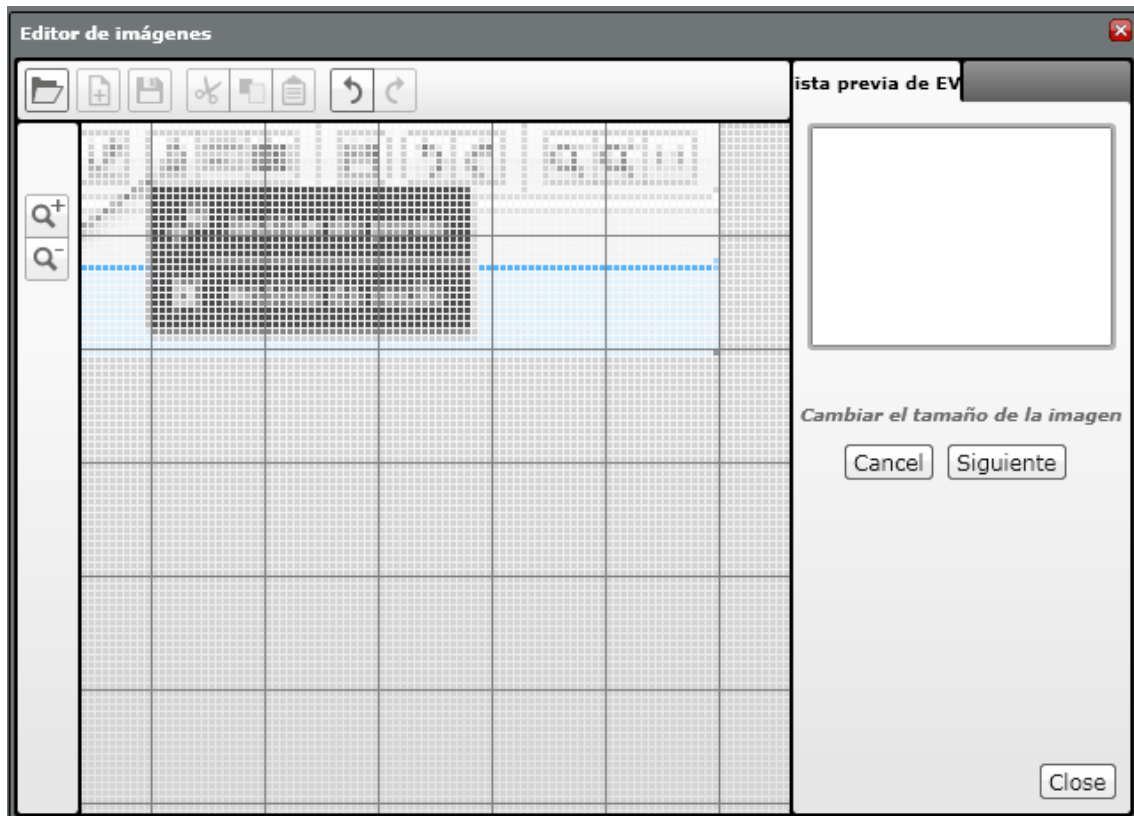 Editor de imágenes
ista previa de EV
Cambiar el tamaño de la imagen
Cancel
Siguiente
Close